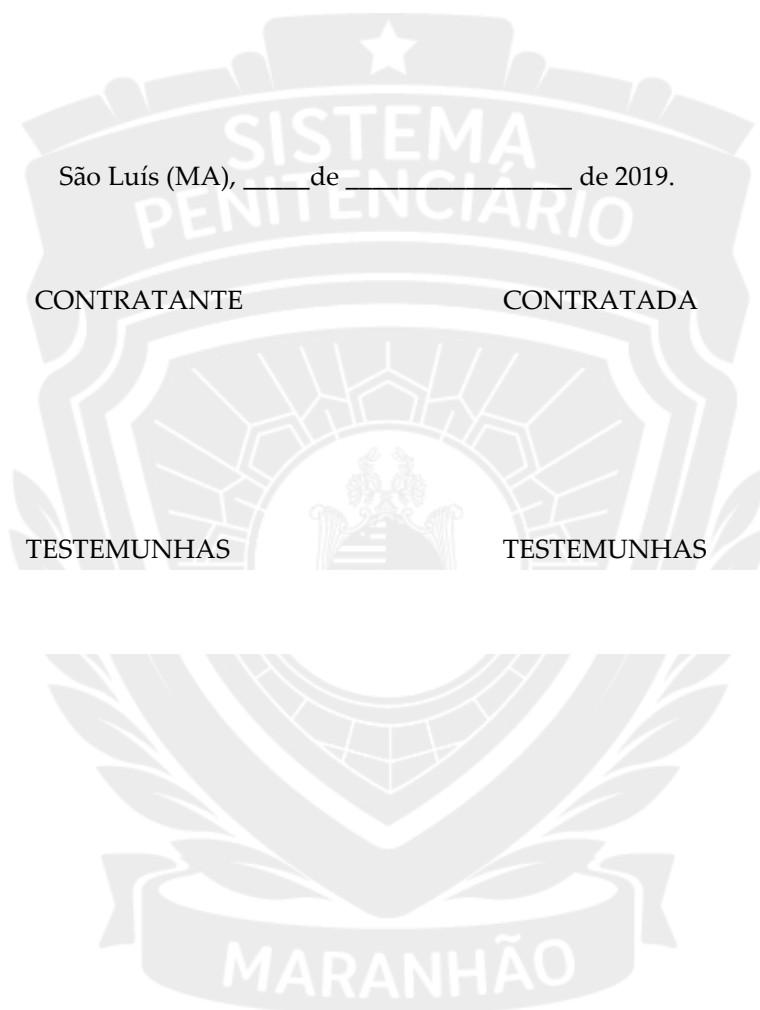 SISTEMA
São Luís (MA), _____de _________________ de 2019.
PENITENCIÁRIO
CONTRATANTE CONTRATADA
TESTEMUNHAS TESTEMUNHAS
MARANHÃO